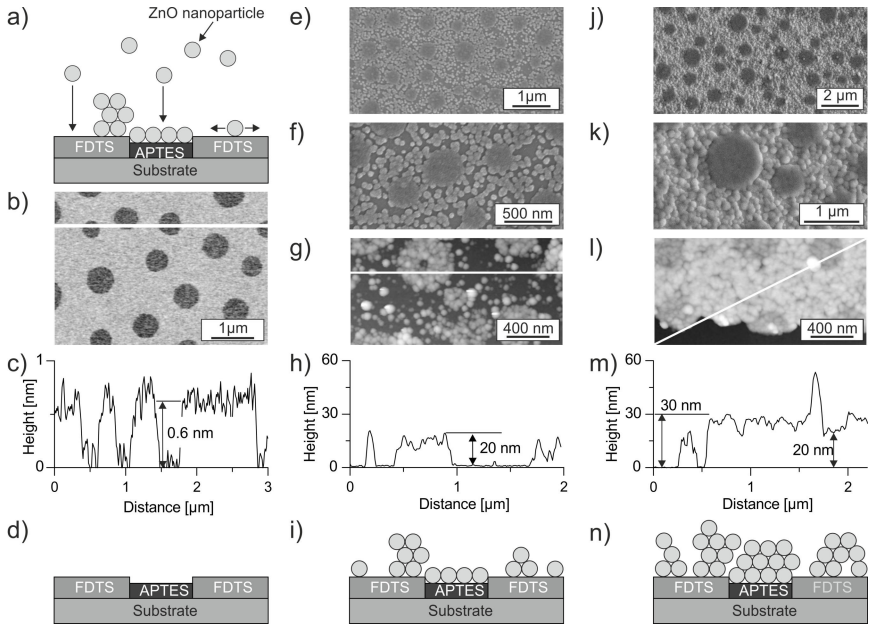 a)
ZnO nanoparticle
FDTS
APTES
FDTS
Substrate
b)
1µm
c)
1
0
Height [nm]
0.6 nm
0
1
2
3
Distance [µm]
d)
FDTS
APTES
FDTS
Substrate
e)
1µm
f)
500 nm
g)
400 nm
h)
60
30
0
Height [nm]
20 nm
0
1
2
Distance [µm]
i)
FDTS
APTES
FDTS
Substrate
j)
2 µm
k)
1 µm
l)
400 nm
m)
60
30
0
Height [nm]
30 nm
20 nm
0
1
2
Distance [µm]
n)
FDTS
APTES
FDTS
Substrate